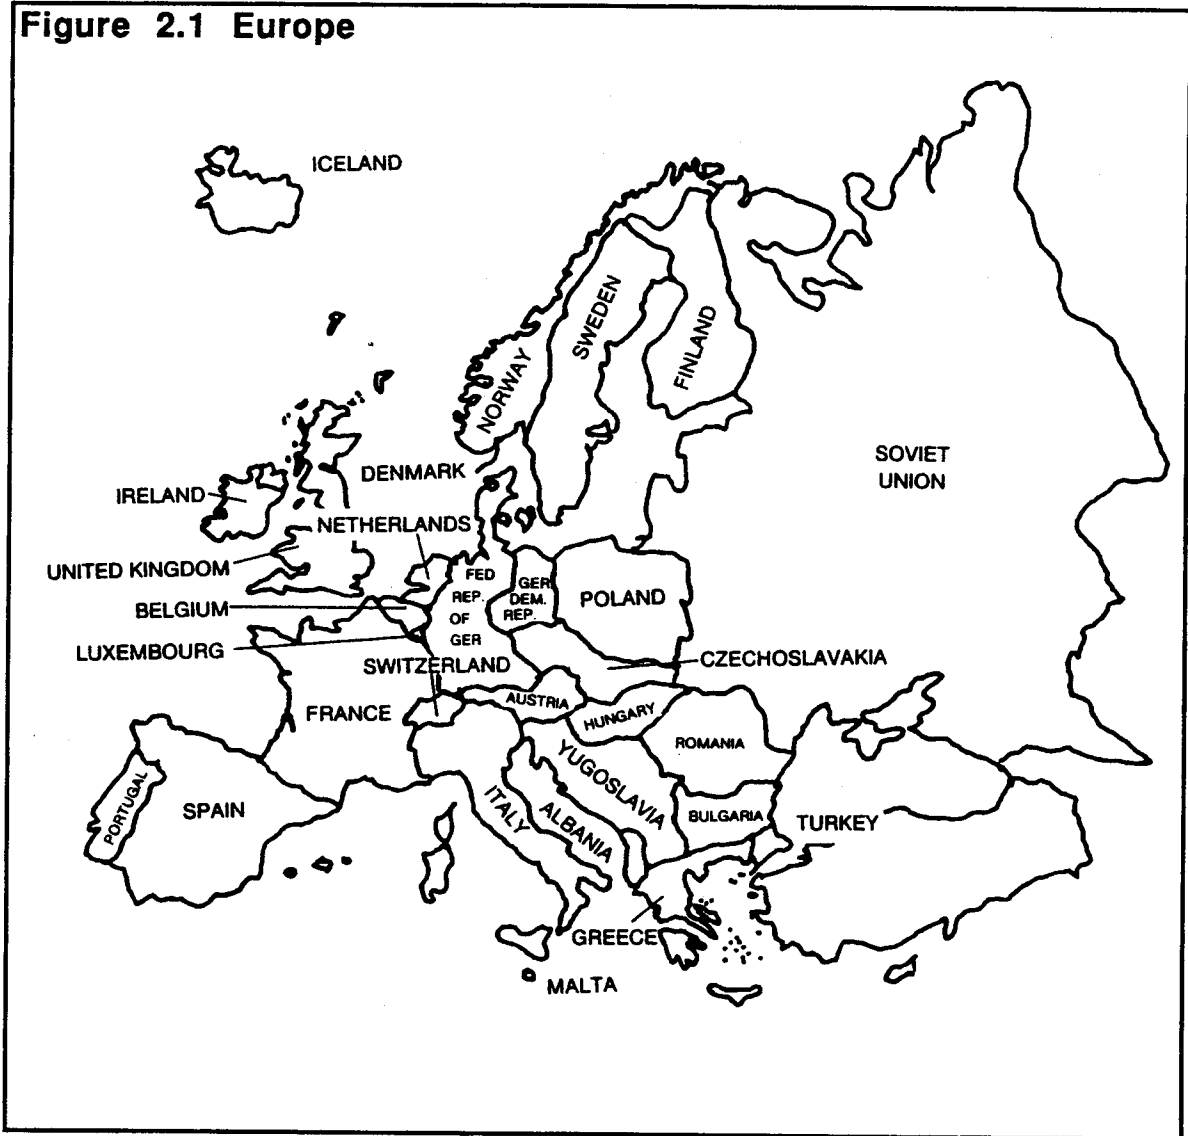 Figure 2.1 Europe
ICELAND
SWEDEN
FINLAND
NORWAY
SOVIET
UNION
DENMARK
IRELAND
NETHERLANDS
UNITED KINGDOM
FED
REP.
OF
GER
GER
DEM.
REP.
POLAND
BELGIUM
LUXEMBOURG
SWITZERLAND
CZECHOSLAVAKIA
AUSTRIA
HUNGARY
FRANCE
ROMANIA
YUGOSLAVIA
PORTUGAL
SPAIN
ITALY
ALBANIA
BULGARIA
TURKEY
GREECE
MALTA